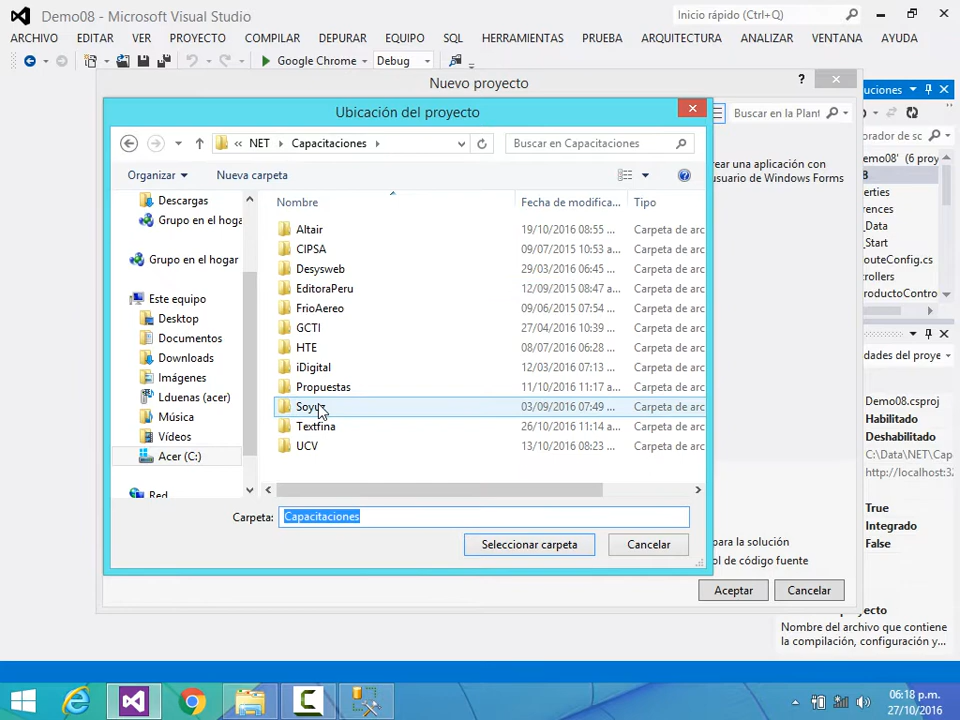 Demo08 - Microsoft Visual Studio
Inicio rápido (Ctrl+Q)
ARCHIVO EDITAR VER PROYECTO COMPILAR DEPURAR EQUIPO SQL HERRAMIENTAS PRUEBA ARQUITECTURA ANALIZAR VENTANA AYUDA
Google Chrome Debug
Nuevo proyecto
?
uciones
Ubicación del proyecto
Buscar en la Plant
NET Capacitaciones
Buscar en Capacitaciones
Organizar Nueva carpeta
rear una aplicación con
usuario de Windows Forms
Nombre Fecha de modifica... Tipo
Descargas
Grupo en el hoga
Grupo en el hogar
Este equipo
Desktop
Documentos
Downloads
Imágenes
Lduenas (acer)
Música
Vídeos
Acer (C:)
Red
Altair 19/10/2016 08:55 ... Carpeta de arc
CIPSA 09/07/2015 10:53 a... Carpeta de arc
Desysweb 29/03/2016 06:45 ... Carpeta de arc
EditoraPeru 12/09/2015 08:47 a... Carpeta de arc
FrioAereo 09/06/2015 07:54 ... Carpeta de arc
GCTI 27/04/2016 10:39 ... Carpeta de arc
HTE 08/07/2016 06:28 ... Carpeta de arc
iDigital 12/03/2016 07:13 ... Carpeta de arc
Propuestas 11/10/2016 11:17 a... Carpeta de arc
Soyuz 03/09/2016 07:49 ... Carpeta de arc
Textfina 26/10/2016 11:14 a... Carpeta de arc
UCV 13/10/2016 08:23 ... Carpeta de arc
Carpeta: Capacitaciones
Seleccionar carpeta Cancelar
para la solución
ol de código fuente
Aceptar Cancelar
orador de sc
emo08' (6 proy
8
erties
rences
_Data
_Start
outeConfig.cs
rollers
roductoContro
dades del proye
Demo08.csproj
Habilitado
Deshabilitado
C:\Data\NET\Cap
http://localhost:32
True
Integrado
False
royecto
Nombre del archivo que contiene
la compilación, configuración y...
06:18 p.m.
27/10/2016